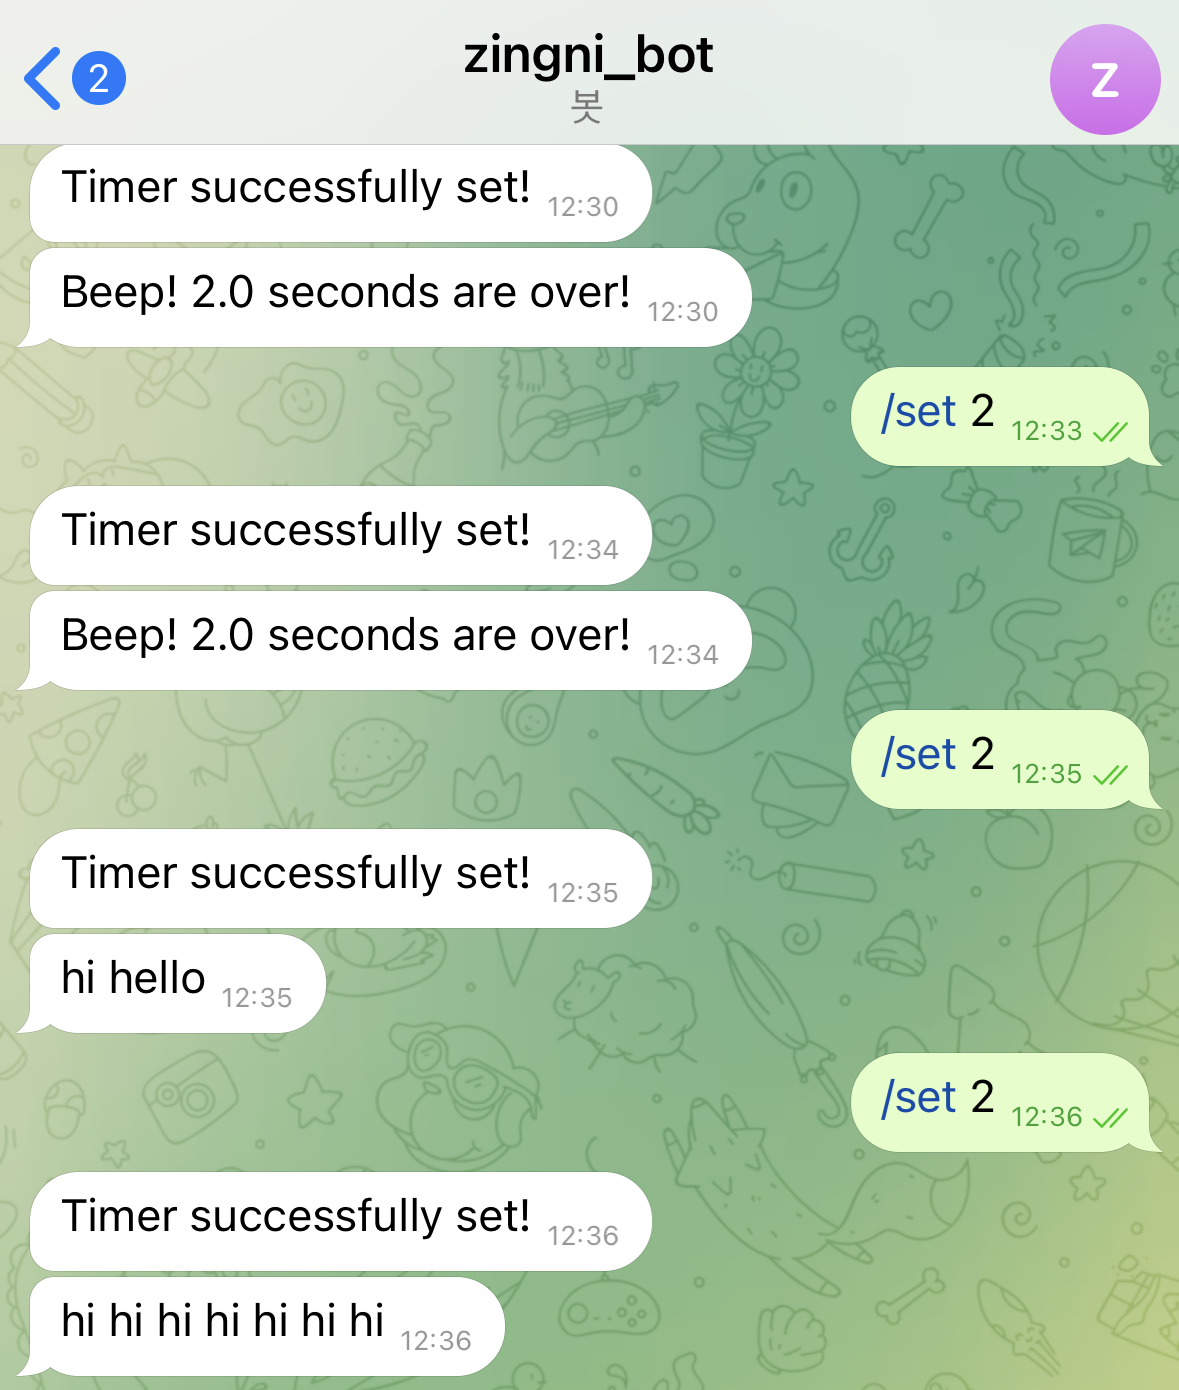 2
zingni_bot
봇
Z
Timer successfully set! 12:30
Beep! 2.0 seconds are over! 12:30
/set 2 12:33
Timer successfully set! 12:34
Beep! 2.0 seconds are over! 12:34
/set 2 12:35
Timer successfully set! 12:35
hi hello 12:35
/set 2 12:36
Timer successfully set! 12:36
hi hi hi hi hi hi hi 12:36